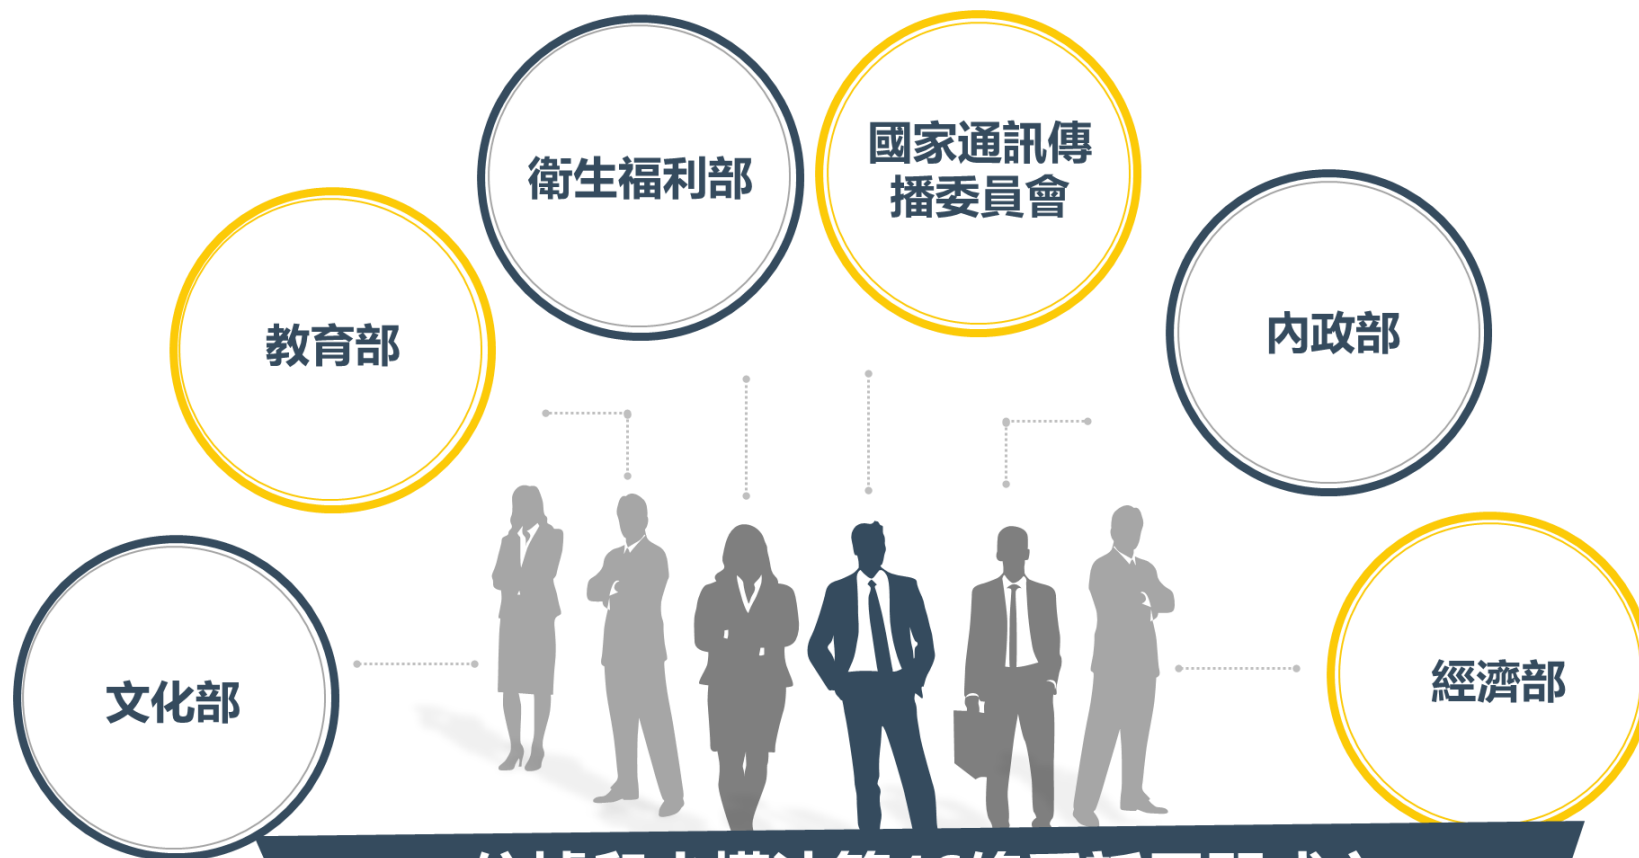 衛生福利部
國家通訊傳
播委員會
教育部
內政部
文化部
經濟部